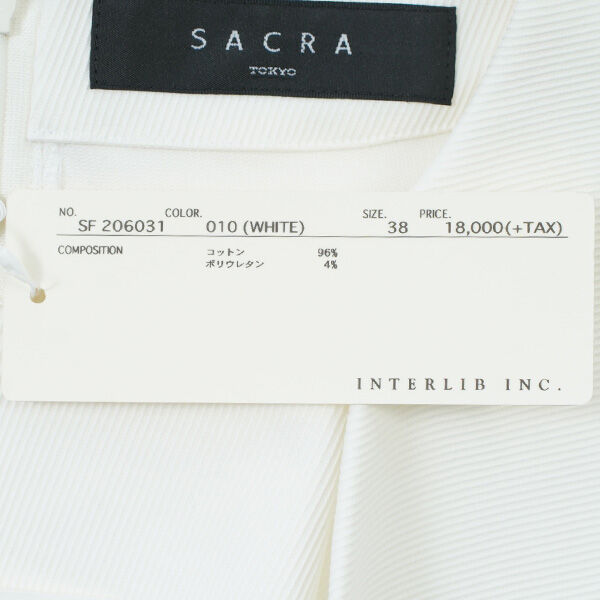 SACRA
TOKYO
NO. COLOR. SIZE. PRICE.
SF 206031 010 (WHITE) 38 18,000(+TAX)
COMPOSITION コットン 96%
ポリウレタン 4%
INTERLIB INC.